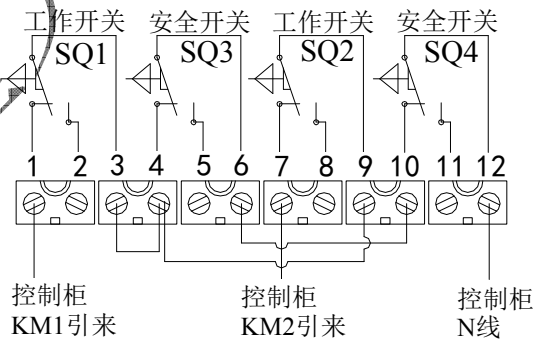 工作开关 安全开关 工作开关 安全开关
SQ1 SQ3 SQ2 SQ4
1 2 3 4 5 6 7 8 9 10 11 12
控制柜 控制柜 控制柜
KM1引来 KM2引来 N线